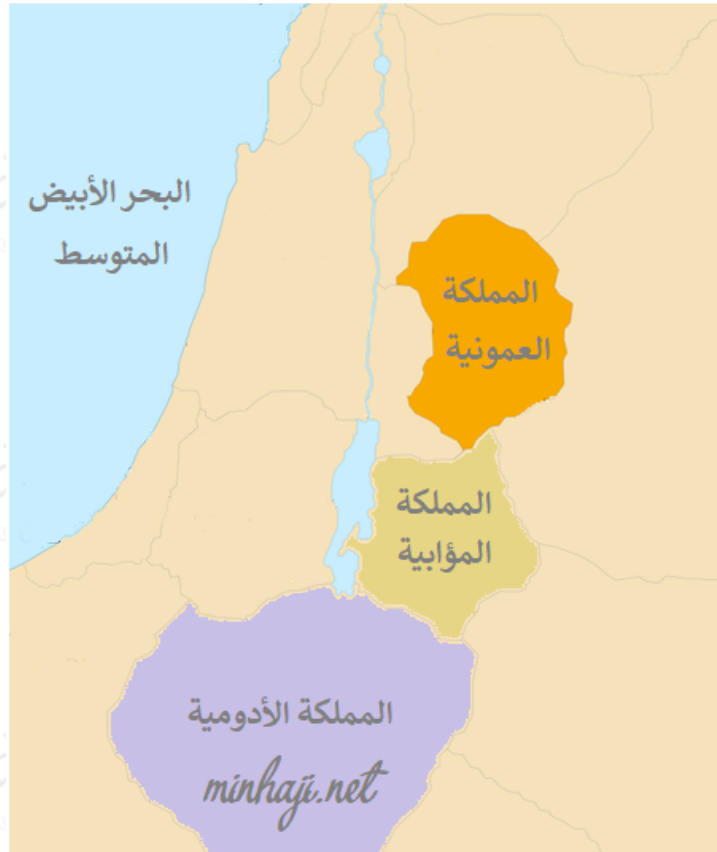 البحر الأبيض
المتوسط
المملكة
العمونية
المملكة
المؤابية
المملكة الأدومية
minhaji.net